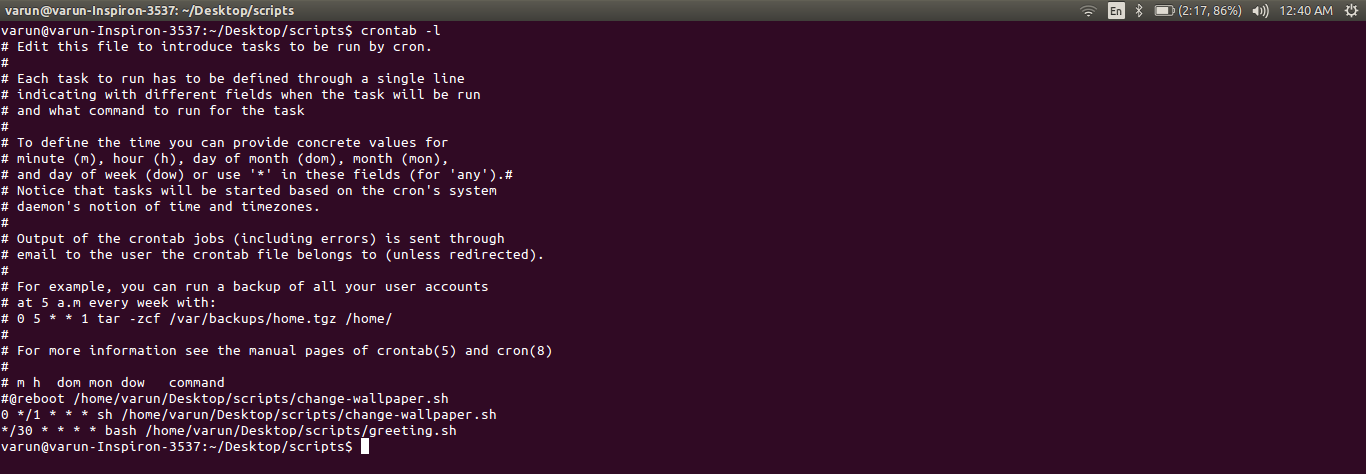 varun@varun-Inspiron-3537: ~/Desktop/scripts En (2:17, 86%) 12:40 AM
varun@varun-Inspiron-3537:~/Desktop/scripts$ crontab -l
# Edit this file to introduce tasks to be run by cron.
#
# Each task to run has to be defined through a single line
# indicating with different fields when the task will be run
# and what command to run for the task
#
# To define the time you can provide concrete values for
# minute (m), hour (h), day of month (dom), month (mon),
# and day of week (dow) or use '*' in these fields (for 'any').#
# Notice that tasks will be started based on the cron's system
# daemon's notion of time and timezones.
#
# Output of the crontab jobs (including errors) is sent through
# email to the user the crontab file belongs to (unless redirected).
#
# For example, you can run a backup of all your user accounts
# at 5 a.m every week with:
# 0 5 * * 1 tar -zcf /var/backups/home.tgz /home/
#
# For more information see the manual pages of crontab(5) and cron(8)
#
# m h  dom mon dow   command
#@reboot /home/varun/Desktop/scripts/change-wallpaper.sh
0 */1 * * * sh /home/varun/Desktop/scripts/change-wallpaper.sh
*/30 * * * * bash /home/varun/Desktop/scripts/greeting.sh
varun@varun-Inspiron-3537:~/Desktop/scripts$